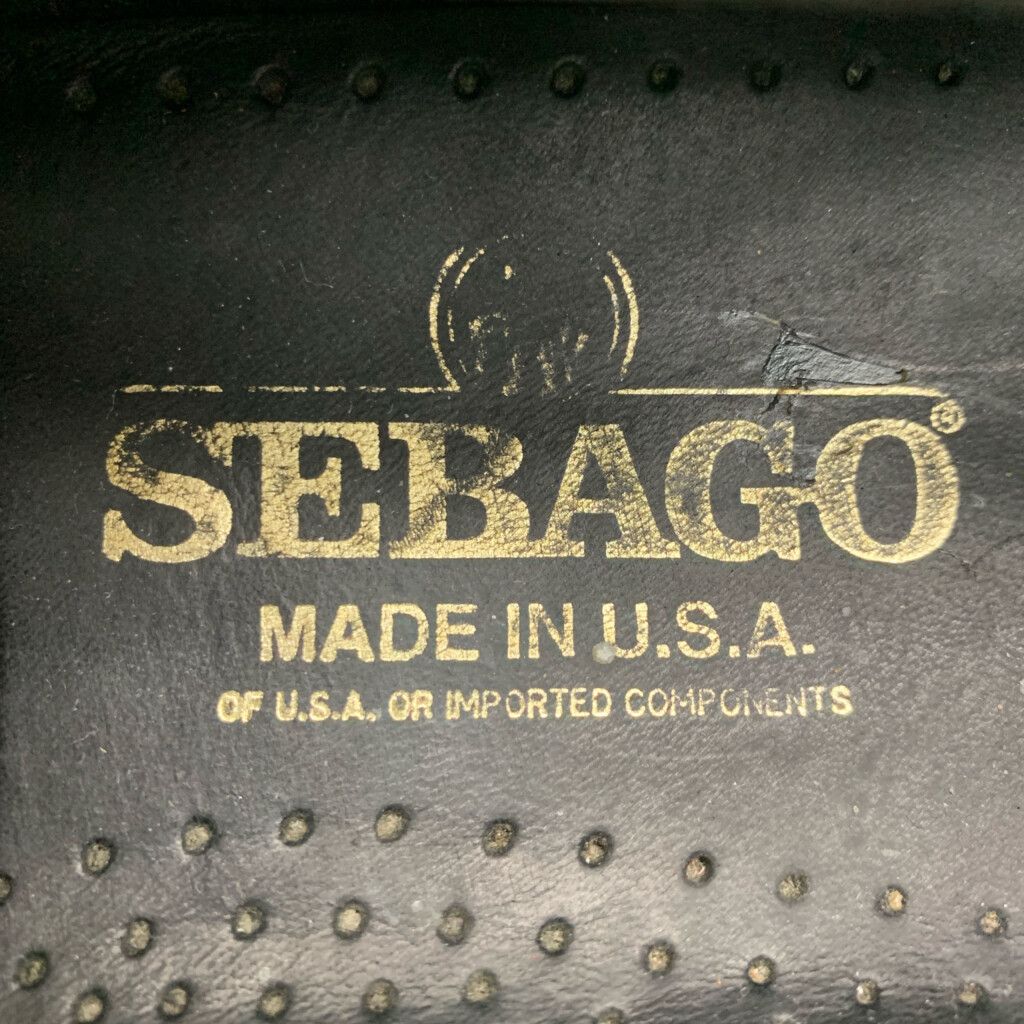 SEBAGO®
MADE IN U.S.A.
OF U.S.A. OR IMPORTED COMPONENTS